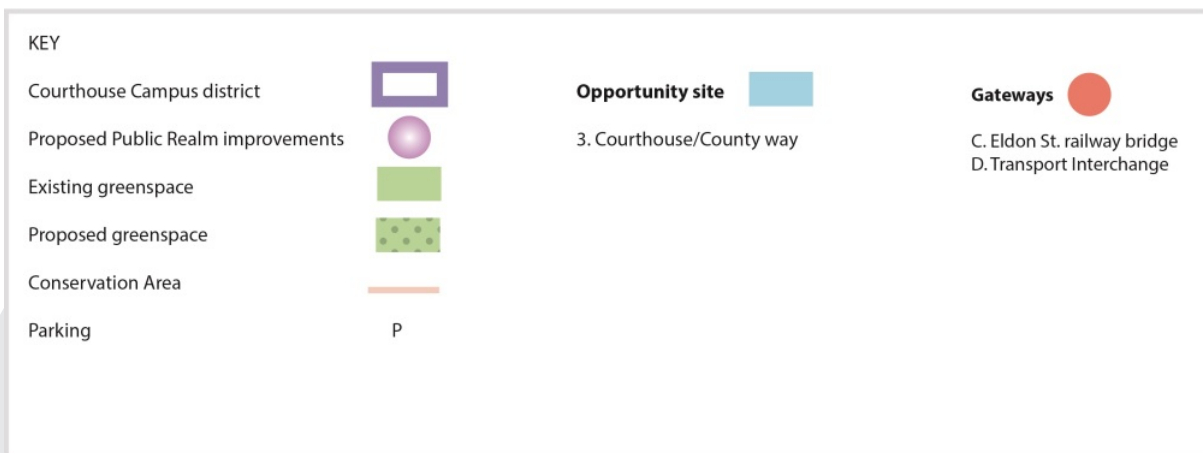 KEY
Courthouse Campus district
Proposed Public Realm improvements
Existing greenspace
Proposed greenspace
Conservation Area
Parking P
Opportunity site
3. Courthouse/County way
Gateways
C. Eldon St. railway bridge
D. Transport Interchange